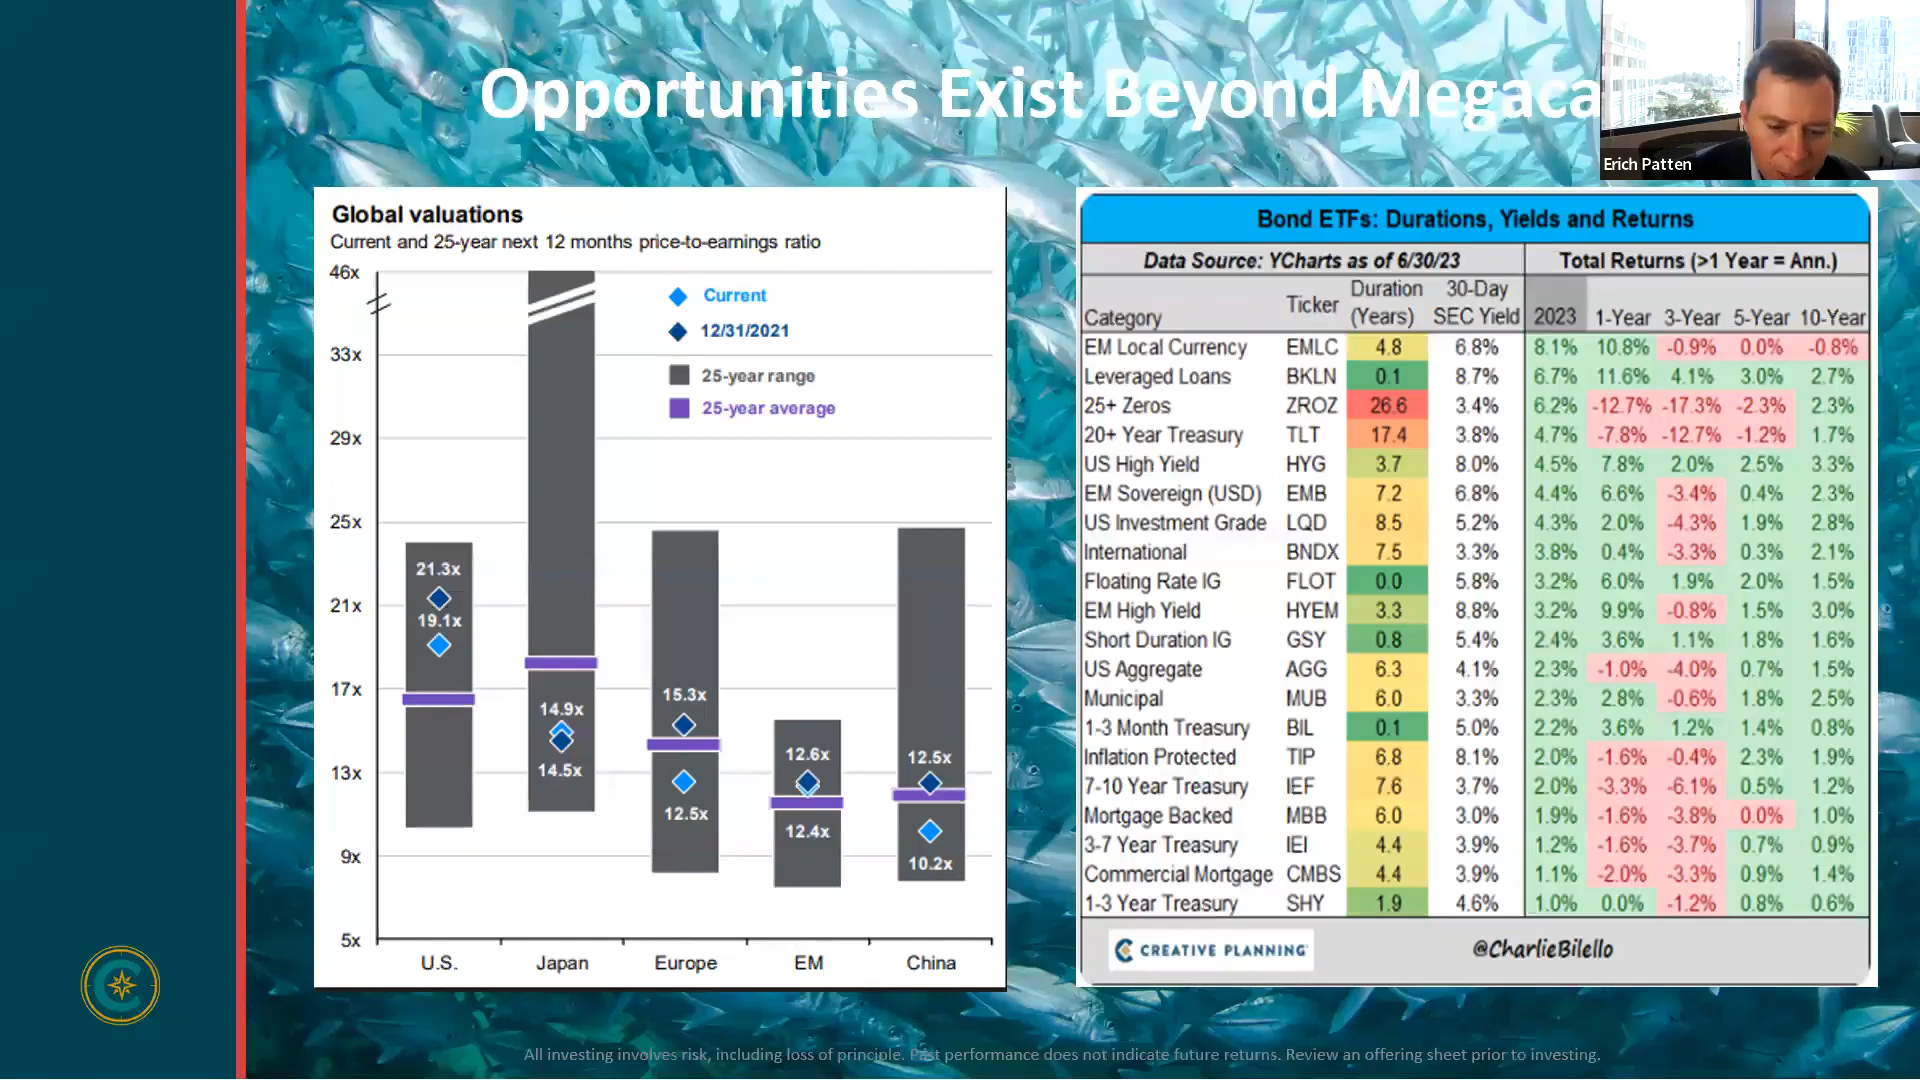 Opportunities Exist Beyond Megaca
Erich Patten
Global valuations
Current and 25-year next 12 months price-to-earnings ratio
46x
33x
29x
25x
21x
17x
13x
9x
5x
Current
12/31/2021
25-year range
25-year average
21.3x
19.1x
14.9x
14.5x
15.3x
12.5x
12.6x
12.4x
12.5x
10.2x
U.S. Japan Europe EM China
Bond ETFs: Durations, Yields and Returns
Data Source: YCharts as of 6/30/23 Total Returns (>1 Year = Ann.)
Category Ticker Duration (Years) 30-Day SEC Yield 2023 1-Year 3-Year 5-Year 10-Year
EM Local Currency EMLC 4.8 6.8% 8.1% 10.8% -0.9% 0.0% -0.8%
Leveraged Loans BKLN 0.1 8.7% 6.7% 11.6% 4.1% 3.0% 2.7%
25+ Zeros ZROZ 26.6 3.4% 6.2% -12.7% -17.3% -2.3% 2.3%
20+ Year Treasury TLT 17.4 3.8% 4.7% -7.8% -12.7% -1.2% 1.7%
US High Yield HYG 3.7 8.0% 4.5% 7.8% 2.0% 2.5% 3.3%
EM Sovereign (USD) EMB 7.2 6.8% 4.4% 6.6% -3.4% 0.4% 2.3%
US Investment Grade LQD 8.5 5.2% 4.3% 2.0% -4.3% 1.9% 2.8%
International BNDX 7.5 3.3% 3.8% 0.4% -3.3% 0.3% 2.1%
Floating Rate IG FLOT 0.0 5.8% 3.2% 6.0% 1.9% 2.0% 1.5%
EM High Yield HYEM 3.3 8.8% 3.2% 9.9% -0.8% 1.5% 3.0%
Short Duration IG GSY 0.8 5.4% 2.4% 3.6% 1.1% 1.8% 1.6%
US Aggregate AGG 6.3 4.1% 2.3% -1.0% -4.0% 0.7% 1.5%
Municipal MUB 6.0 3.3% 2.3% 2.8% -0.6% 1.8% 2.5%
1-3 Month Treasury BIL 0.1 5.0% 2.2% 3.6% 1.2% 1.4% 0.8%
Inflation Protected TIP 6.8 8.1% 2.0% -1.6% -0.4% 2.3% 1.9%
7-10 Year Treasury IEF 7.6 3.7% 2.0% -3.3% -6.1% 0.5% 1.2%
Mortgage Backed MBB 6.0 3.0% 1.9% -1.6% -3.8% 0.0% 1.0%
3-7 Year Treasury IEI 4.4 3.9% 1.2% -1.6% -3.7% 0.7% 0.9%
Commercial Mortgage CMBS 4.4 3.9% 1.1% -2.0% -3.3% 0.9% 1.4%
1-3 Year Treasury SHY 1.9 4.6% 1.0% 0.0% -1.2% 0.8% 0.6%
CREATIVE PLANNING @CharlieBilello
All investing involves risk, including loss of principle. Past performance does not indicate future returns. Review an offering sheet prior to investing.